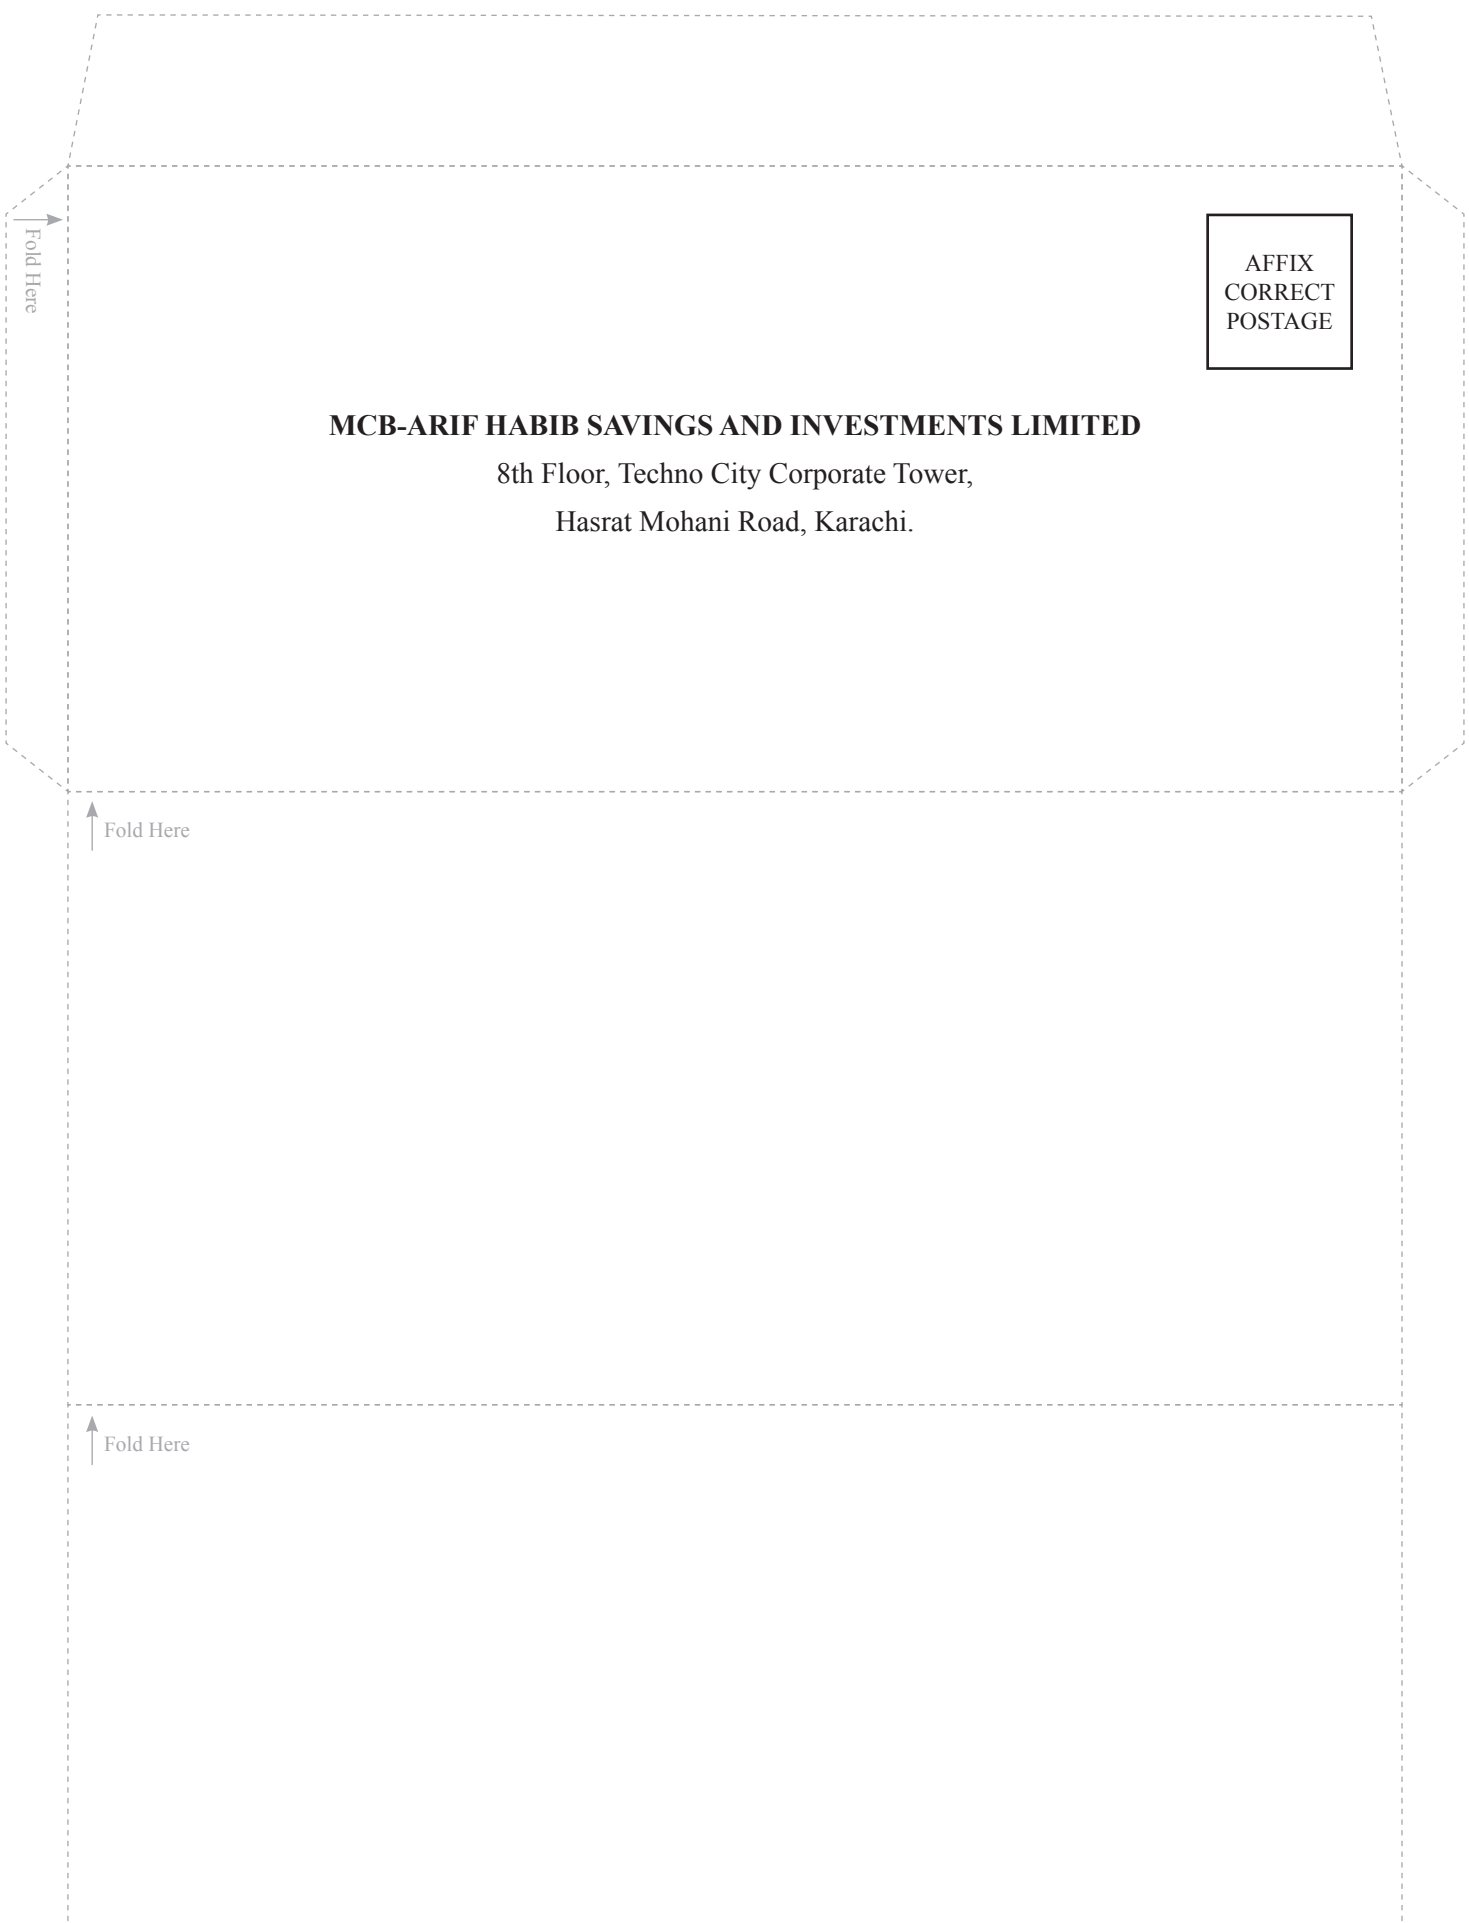 Fold Here
AFFIX
CORRECT
POSTAGE
MCB-ARIF HABIB SAVINGS AND INVESTMENTS LIMITED
8th Floor, Techno City Corporate Tower,
Hasrat Mohani Road, Karachi.
Fold Here
Fold Here